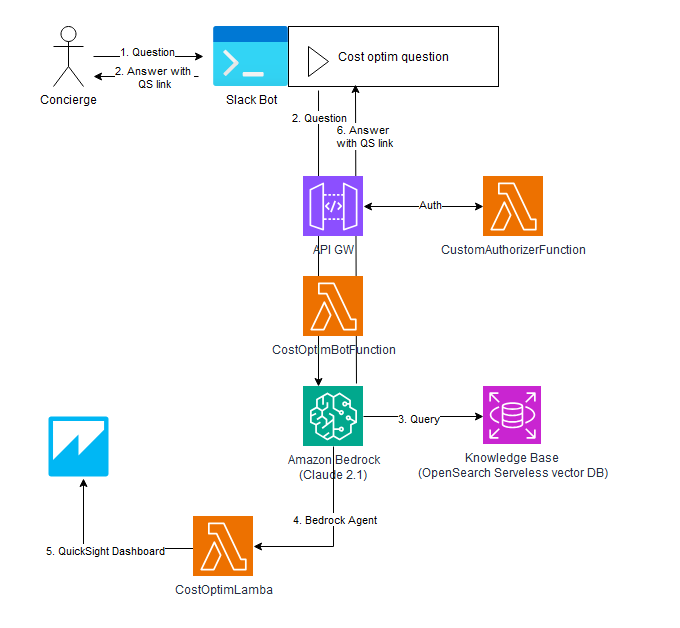 1. Question
2. Answer with
QS link
Concierge
Slack Bot
Cost optim question
2. Question
6. Answer
with QS link
Auth
API GW
CustomAuthorizerFunction
CostOptimBotFunction
3. Query
Amazon Bedrock
(Claude 2.1)
Knowledge Base
(OpenSearch Serveless vector DB)
4. Bedrock Agent
5. QuickSight Dashboard
CostOptimLamba